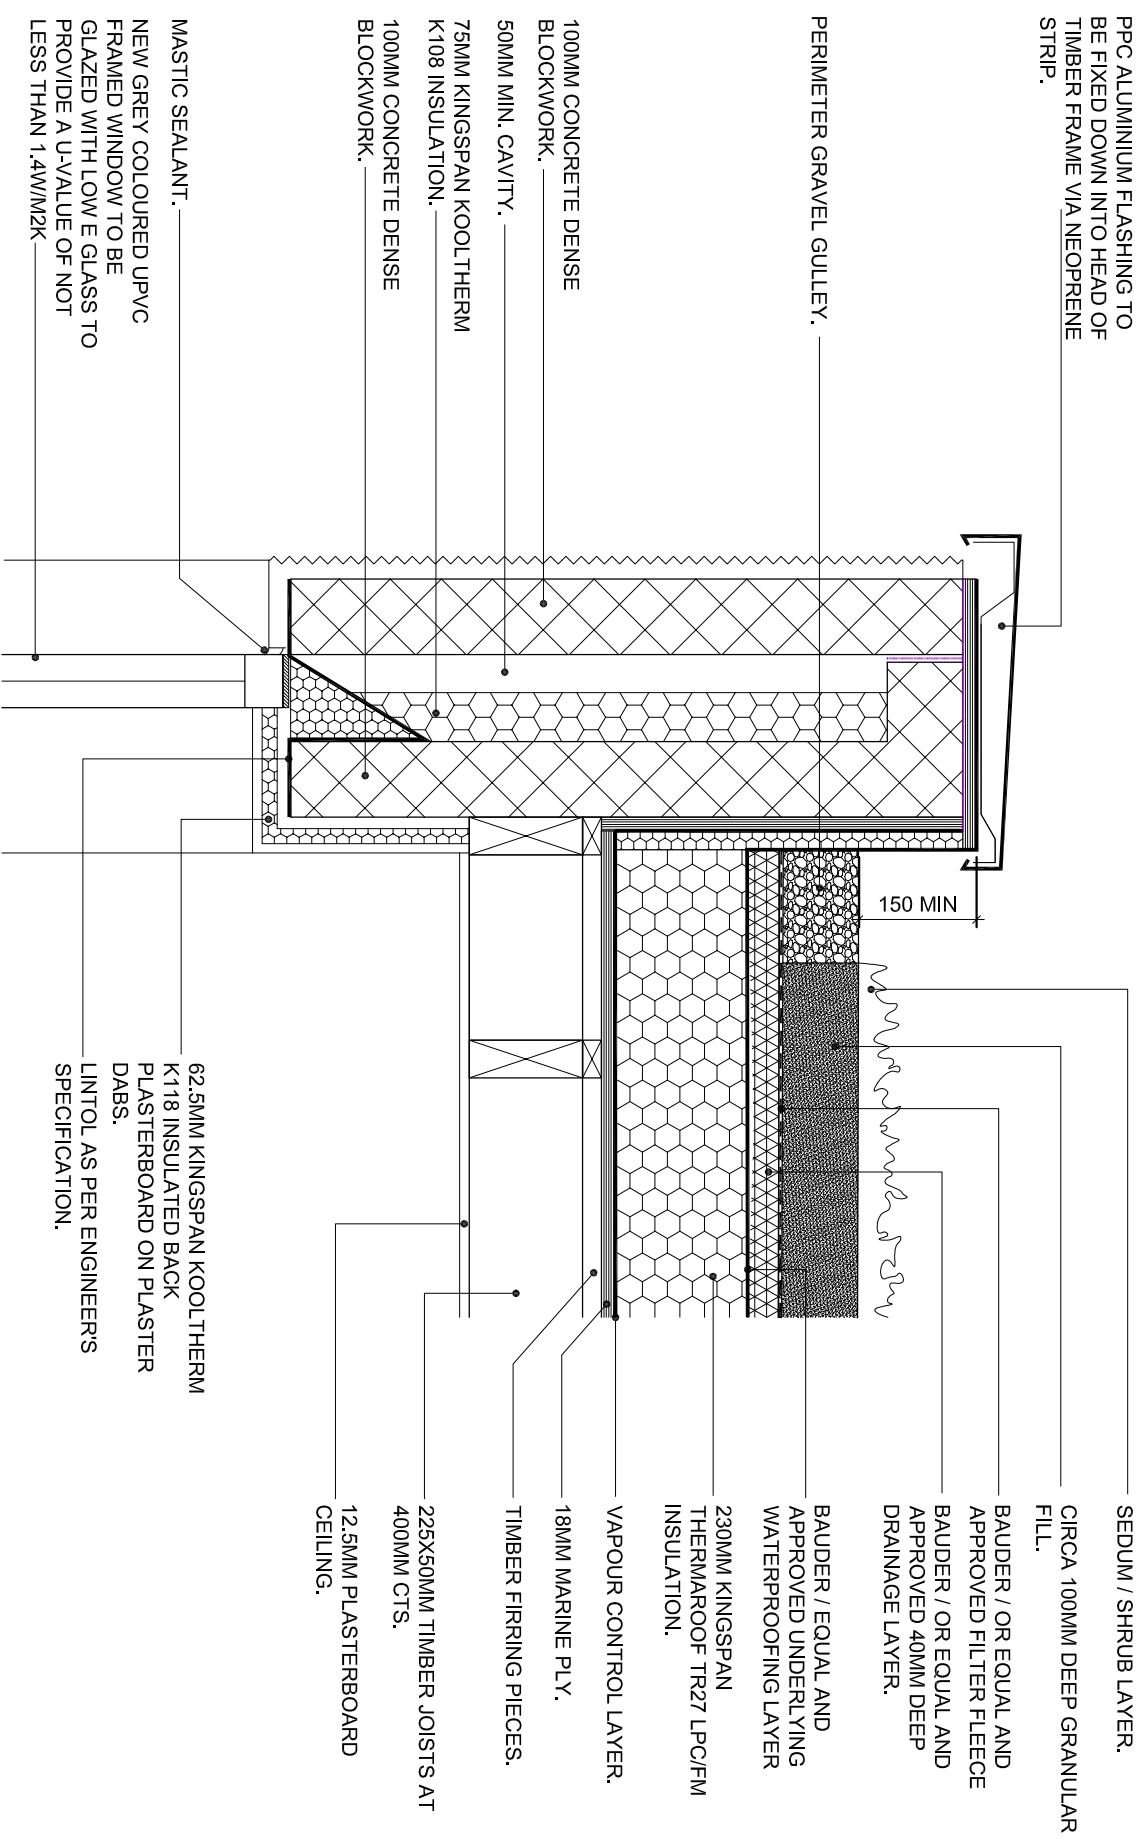 PPC ALUMINIUM FLASHING TO
BE FIXED DOWN INTO HEAD OF
TIMBER FRAME VIA NEOPRENE
STRIP.
PERIMETER GRAVEL GULLEY.
100MM CONCRETE DENSE
BLOCKWORK.
50MM MIN. CAVITY.
75MM KINGSPAN KOOLTHERM
K108 INSULATION.
100MM CONCRETE DENSE
BLOCKWORK.
MASTIC SEALANT.
NEW GREY COLOURED UPVC
FRAMED WINDOW TO BE
GLAZED WITH LOW E GLASS TO
PROVIDE A U-VALUE OF NOT
LESS THAN 1.4W/M2K
150 MIN
SEDUM / SHRUB LAYER.
CIRCA 100MM DEEP GRANULAR
FILL.
BAUDER / OR EQUAL AND
APPROVED FILTER FLEECE
BAUDER / OR EQUAL AND
APPROVED 40MM DEEP
DRAINAGE LAYER.
BAUDER / EQUAL AND
APPROVED UNDERLYING
WATERPROOFING LAYER
230MM KINGSPAN
THERMAROOF TR27 LPC/FM
INSULATION.
VAPOUR CONTROL LAYER.
18MM MARINE PLY.
TIMBER FIRRING PIECES.
225X50MM TIMBER JOISTS AT
400MM CTS.
12.5MM PLASTERBOARD
CEILING.
62.5MM KINGSPAN KOOLTHERM
K118 INSULATED BACK
PLASTERBOARD ON PLASTER
DABS.
LINTOL AS PER ENGINEER'S
SPECIFICATION.